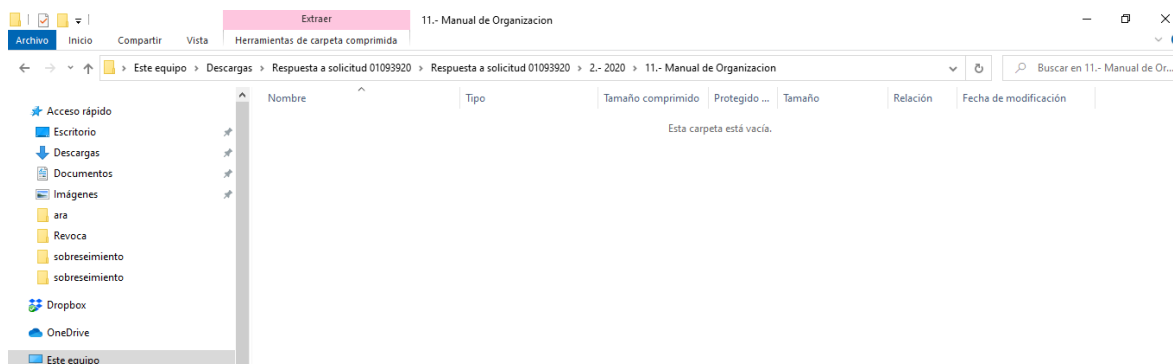 Extraer
11.- Manual de Organizacion
Archivo Inicio Compartir Vista Herramientas de carpeta comprimida
Este equipo > Descargas > Respuesta a solicitud 01093920 > Respuesta a solicitud 01093920 > 2.- 2020 > 11.- Manual de Organizacion
Buscar en 11.- Manual de Or...
Nombre Tipo Tamaño comprimido Protegido ... Tamaño Relación Fecha de modificación
Esta carpeta está vacía.
Acceso rápido
Escritorio
Descargas
Documentos
Imágenes
ara
Revoca
sobreseimiento
sobreseimiento
Dropbox
OneDrive
Este equipo